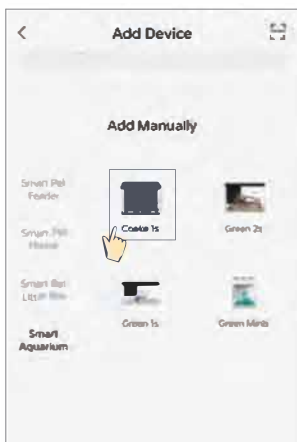 Add Device
Add Manually
Smart Pet
Feeder
Smart Pet
House
Cooke 1s
Green 2s
Smart
Green 1s
Green Mini
Smart
Aquarium